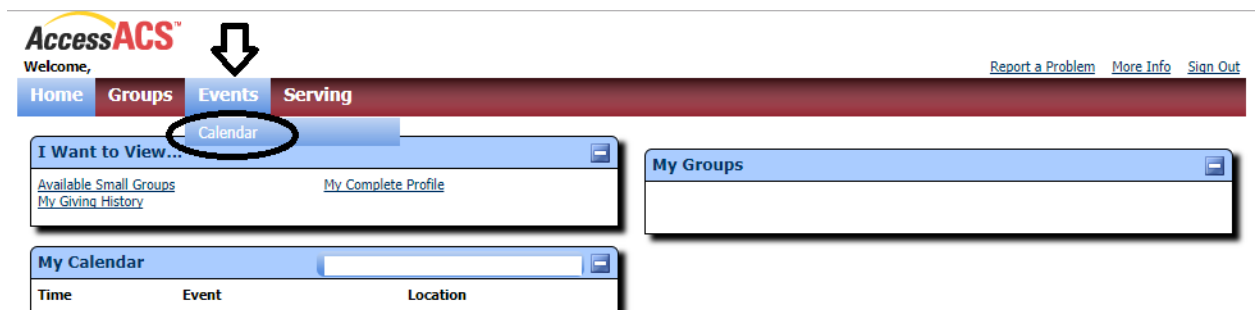 AccessACS™
Welcome,
Report a Problem More Info Sign Out
Home Groups Events Serving
Calendar
I Want to View...
Available Small Groups My Complete Profile
My Giving History
My Groups
My Calendar
Time Event Location